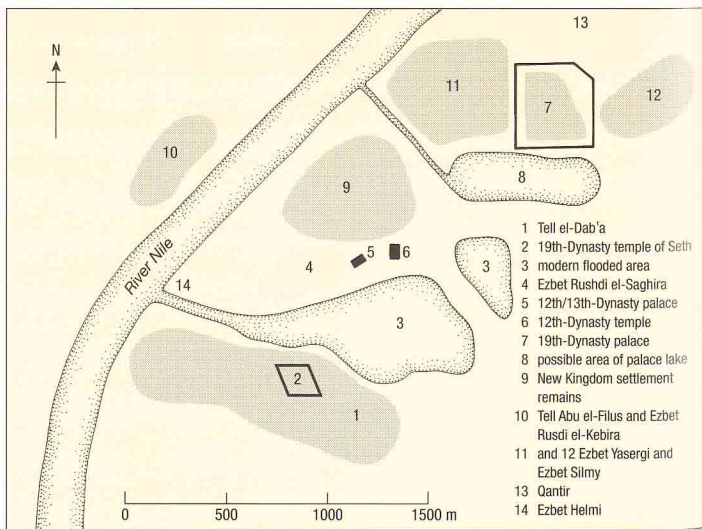 N
13
11
7
12
10
8
9
River Nile
5
6
4
3
14
3
2
1
1 Tell el-Dab'a
2 19th-Dynasty temple of Seth
3 modern flooded area
4 Ezbet Rushdi el-Saghira
5 12th/13th-Dynasty palace
6 12th-Dynasty temple
7 19th-Dynasty palace
8 possible area of palace lake
9 New Kingdom settlement
remains
10 Tell Abu el-Filus and Ezbet
Rusdi el-Kebira
11 and 12 Ezbet Yasergi and
Ezbet Silmy
13 Qantir
14 Ezbet Helmi
0 500 1000 1500 m